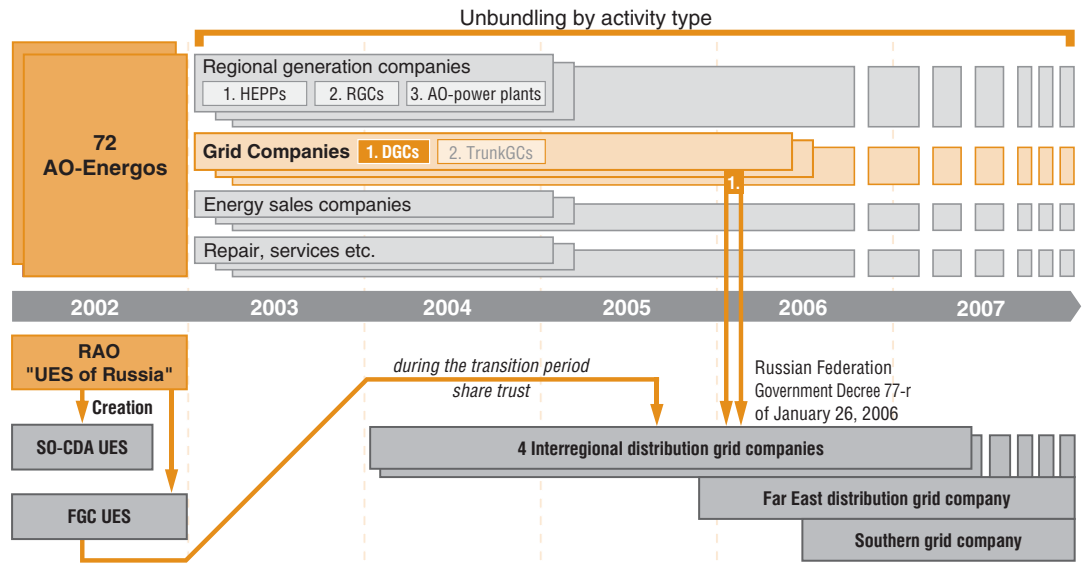 Unbundling by activity type
72
AO-Energos
Regional generation companies
1. HEPPs 2. RGCs 3. AO-power plants
Grid Companies 1. DGCs 2. TrunkGCs
1.
Energy sales companies
Repair, services etc.
2002 2003 2004 2005 2006 2007
RAO
"UES of Russia"
Creation
SO-CDA UES
FGC UES
during the transition period
share trust
Russian Federation
Government Decree 77-r
of January 26, 2006
4 Interregional distribution grid companies
Far East distribution grid company
Southern grid company